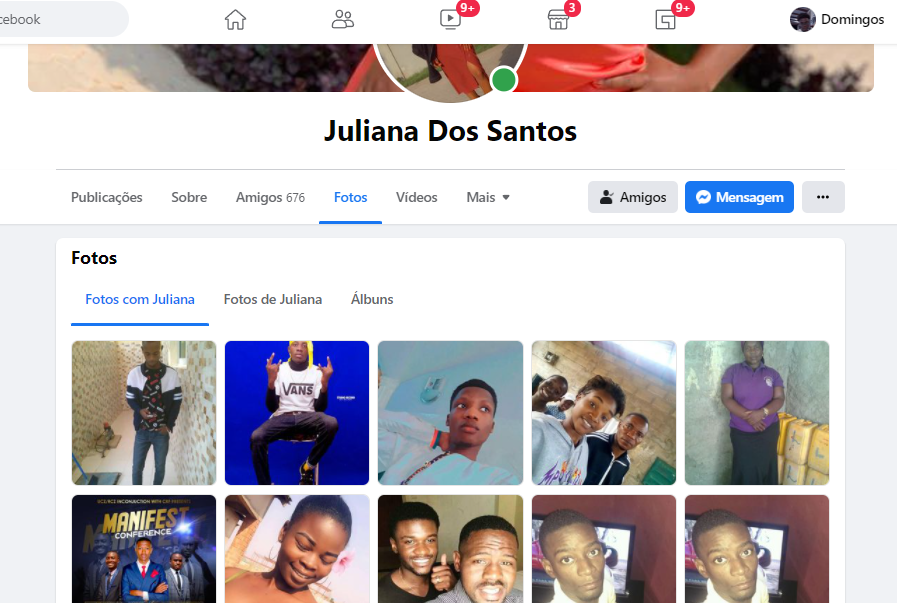 cebook
9+
3
9+
Domingos
Juliana Dos Santos
Publicações Sobre Amigos 676 Fotos Vídeos Mais
Amigos Mensagem
Fotos
Fotos com Juliana Fotos de Juliana Álbuns
VANS
MANIFEST
CONFERENCE